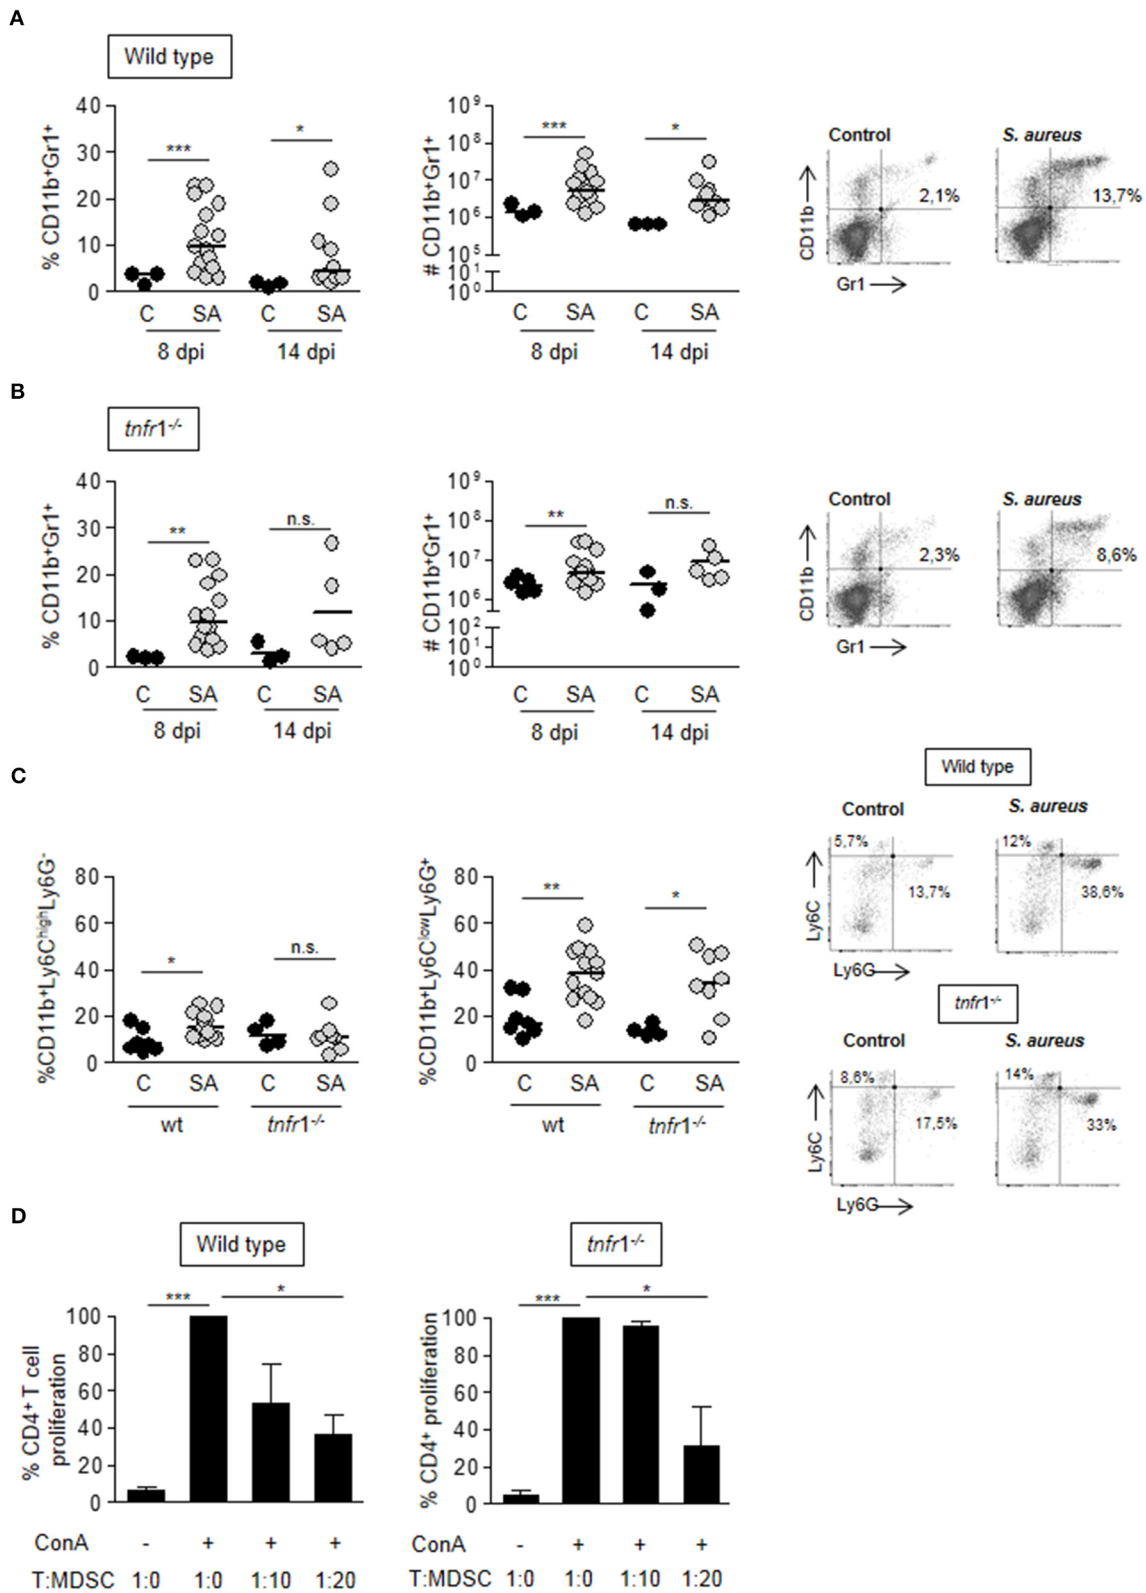 A
Wild type
% CD11b⁺Gr1⁺
40
30
20
10
0
***
*
C SA C SA
8 dpi 14 dpi
# CD11b⁺Gr1⁺
10⁹
10⁸
10⁷
10⁶
10⁵
10¹
10⁰
***
*
C SA C SA
8 dpi 14 dpi
Control S. aureus
CD11b
2,1% 13,7%
Gr1
B
tnfr1⁻/⁻
% CD11b⁺Gr1⁺
40
30
20
10
0
**
n.s.
C SA C SA
8 dpi 14 dpi
# CD11b⁺Gr1⁺
10⁹
10⁸
10⁷
10⁶
10²
10¹
10⁰
**
n.s.
C SA C SA
8 dpi 14 dpi
Control S. aureus
CD11b
2,3% 8,6%
Gr1
C
%CD11b⁺Ly6CʰⁱᵍʰLy6G⁻
80
60
40
20
0
*
n.s.
C SA C SA
wt tnfr1⁻/⁻
%CD11b⁺Ly6CˡᵒʷLy6G⁺
80
60
40
20
0
**
*
C SA C SA
wt tnfr1⁻/⁻
Wild type
Control S. aureus
5,7% 12%
Ly6C
13,7% 38,6%
Ly6G
tnfr1⁻/⁻
Control S. aureus
8,6% 14%
Ly6C
17,5% 33%
Ly6G
D
Wild type
% CD4⁺ T cell
proliferation
100
80
60
40
20
0
***
*
ConA - + + +
T:MDSC 1:0 1:0 1:10 1:20
tnfr1⁻/⁻
% CD4⁺ proliferation
100
80
60
40
20
0
***
*
- + + +
1:0 1:0 1:10 1:20